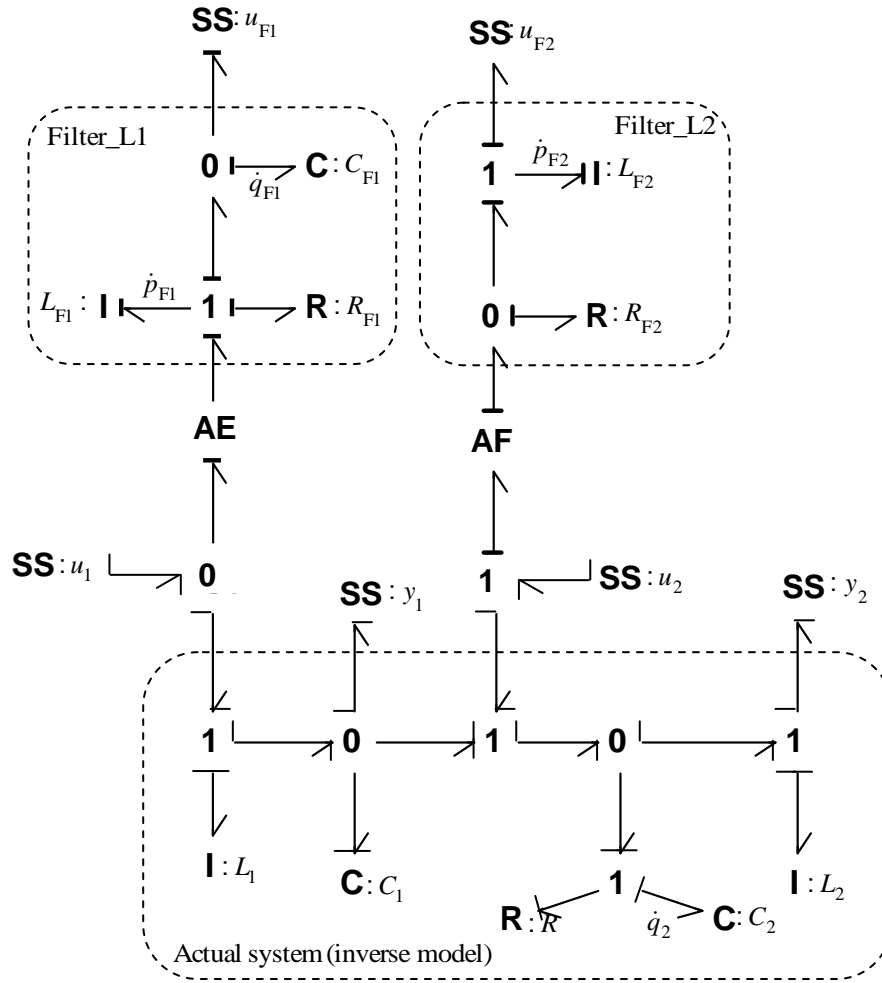 SS : u_F1
SS : u_F2
Filter_L1
Filter_L2
0
q̇_F1
C : C_F1
1
ṗ_F2
I : L_F2
L_F1 : I
ṗ_F1
1
R : R_F1
0
R : R_F2
AE
AF
SS : u_1
0
1
SS : u_2
SS : y_1
SS : y_2
1
0
1
0
1
I : L_1
C : C_1
1
I : L_2
R : R
q̇_2
C : C_2
Actual system (inverse model)